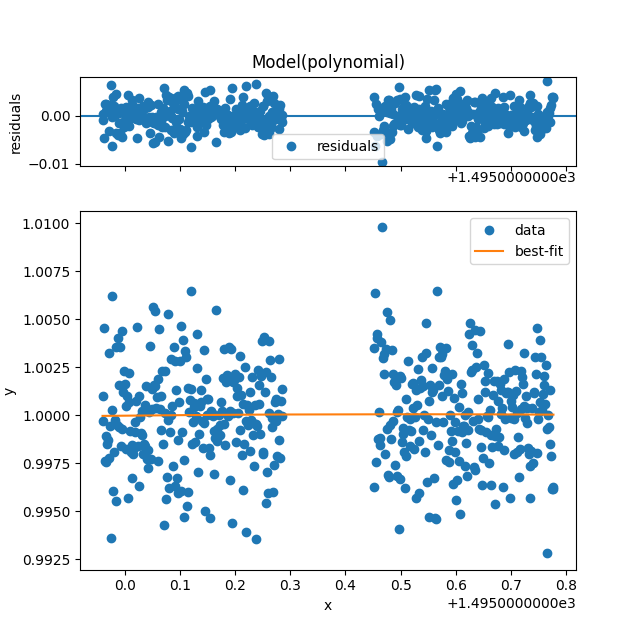 Model(polynomial)
residuals
0.00
−0.01
residuals
+1.4950000000e3
1.0100
1.0075
1.0050
1.0025
1.0000
0.9975
0.9950
0.9925
y
data
best-fit
0.0 0.1 0.2 0.3 0.4 0.5 0.6 0.7 0.8
x
+1.4950000000e3